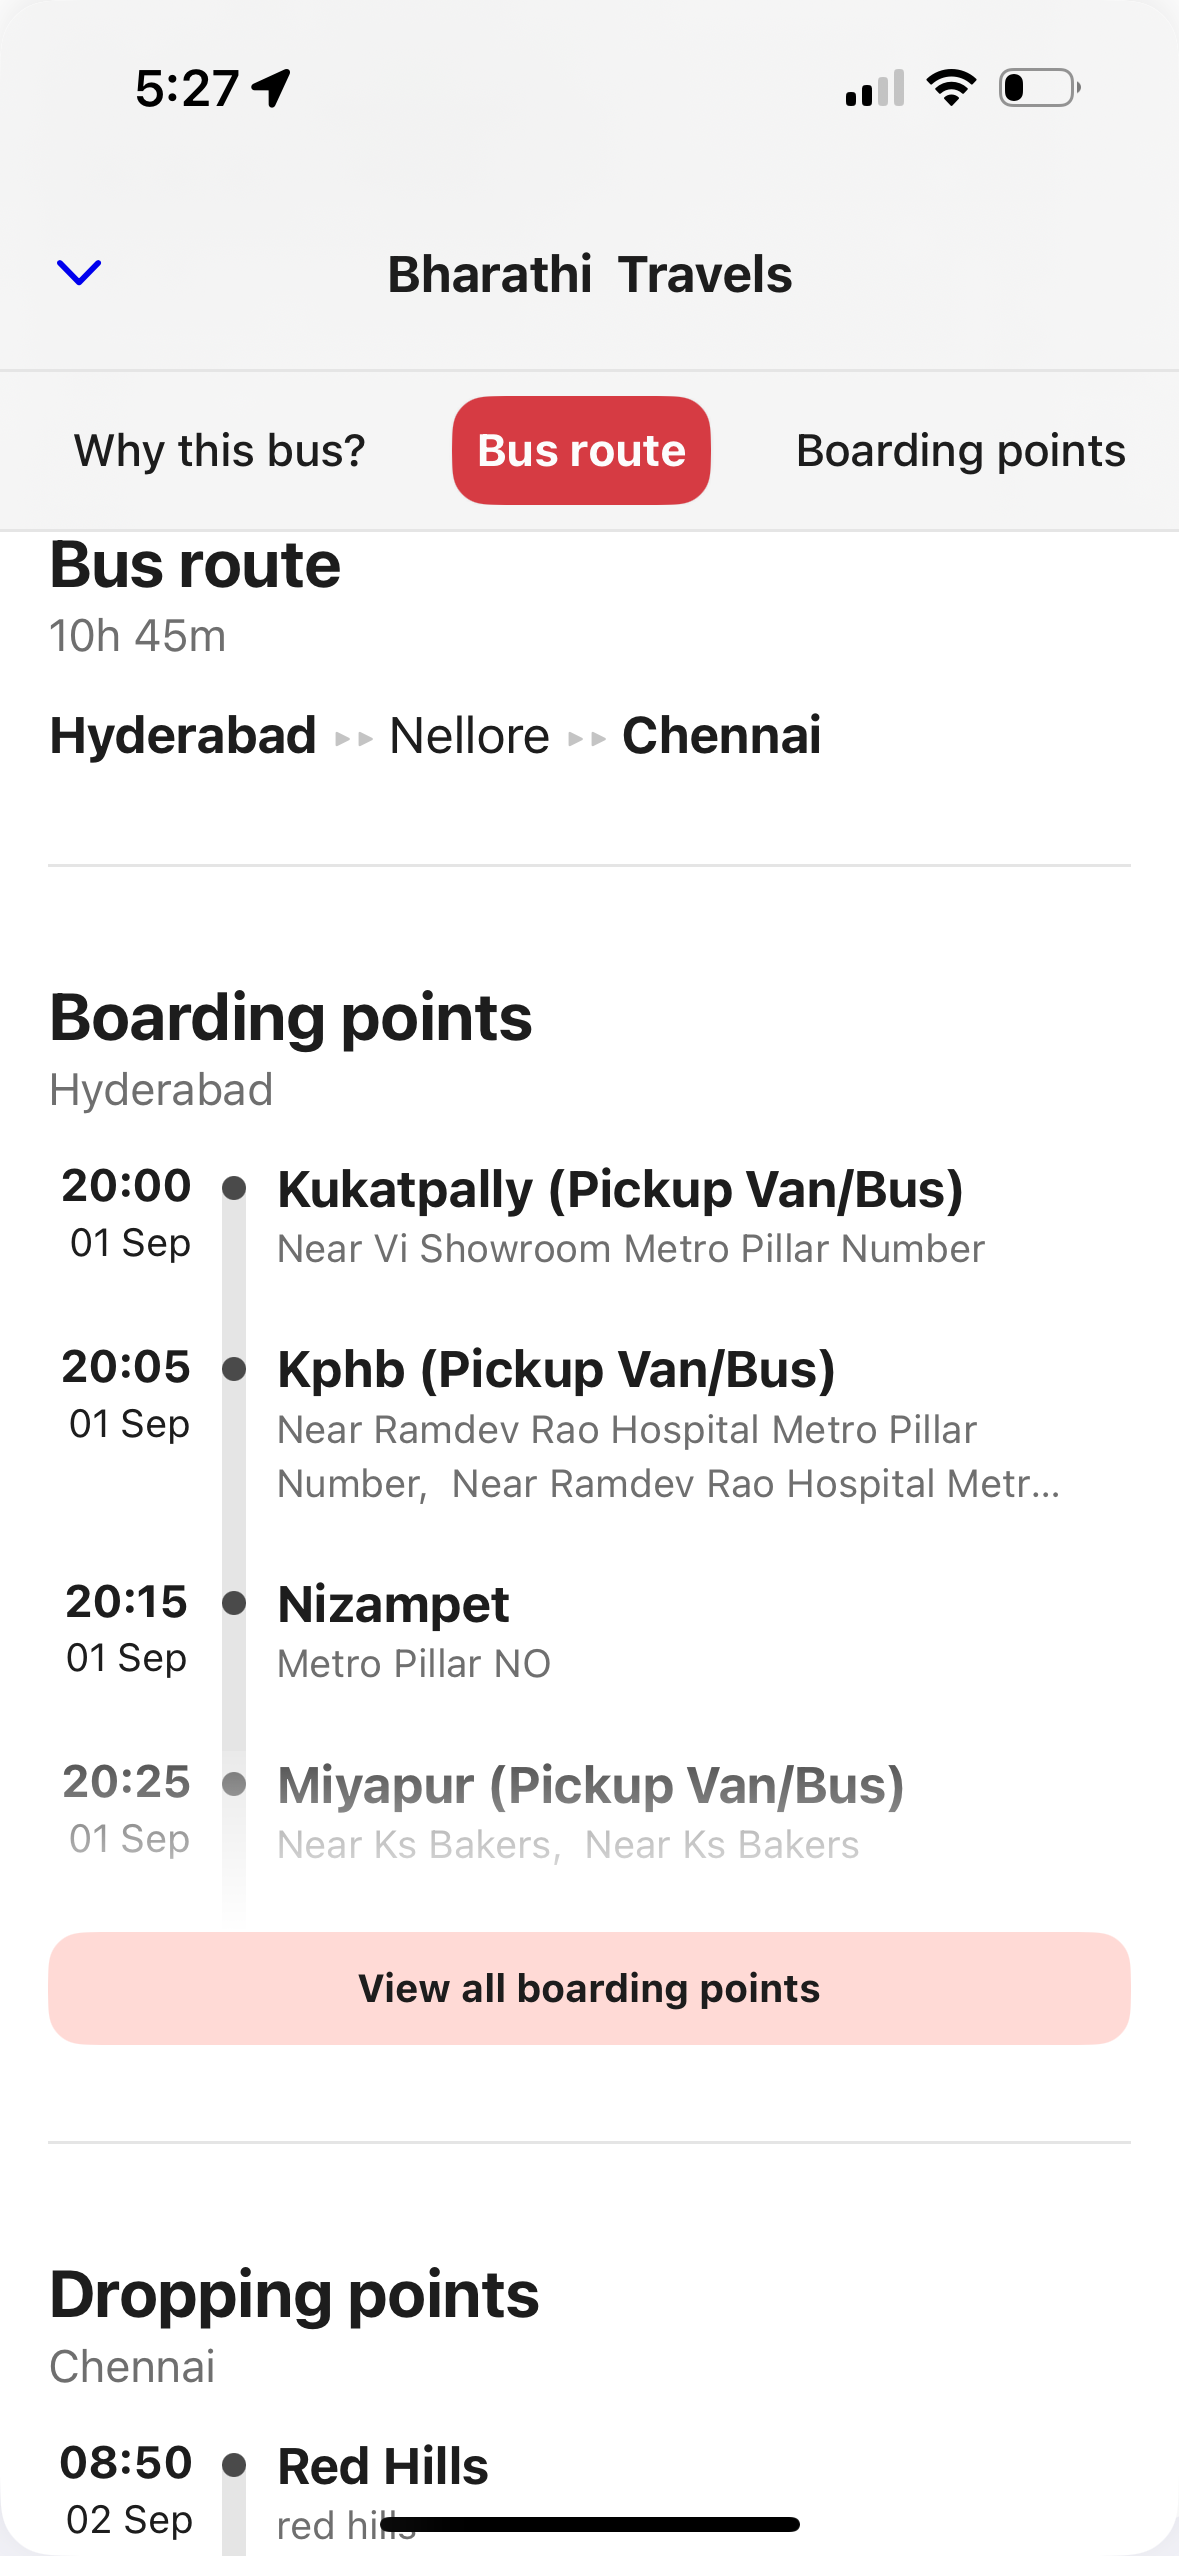 5:27
Bharathi  Travels
Why this bus?
Bus route
Boarding points
Bus route
10h 45m
Hyderabad ▸▸ Nellore ▸▸ Chennai
Boarding points
Hyderabad
20:00 Kukatpally (Pickup Van/Bus)
01 Sep Near Vi Showroom Metro Pillar Number
20:05 Kphb (Pickup Van/Bus)
01 Sep Near Ramdev Rao Hospital Metro Pillar
Number,  Near Ramdev Rao Hospital Metr...
20:15 Nizampet
01 Sep Metro Pillar NO
20:25 Miyapur (Pickup Van/Bus)
01 Sep Near Ks Bakers,  Near Ks Bakers
View all boarding points
Dropping points
Chennai
08:50 Red Hills
02 Sep red hills